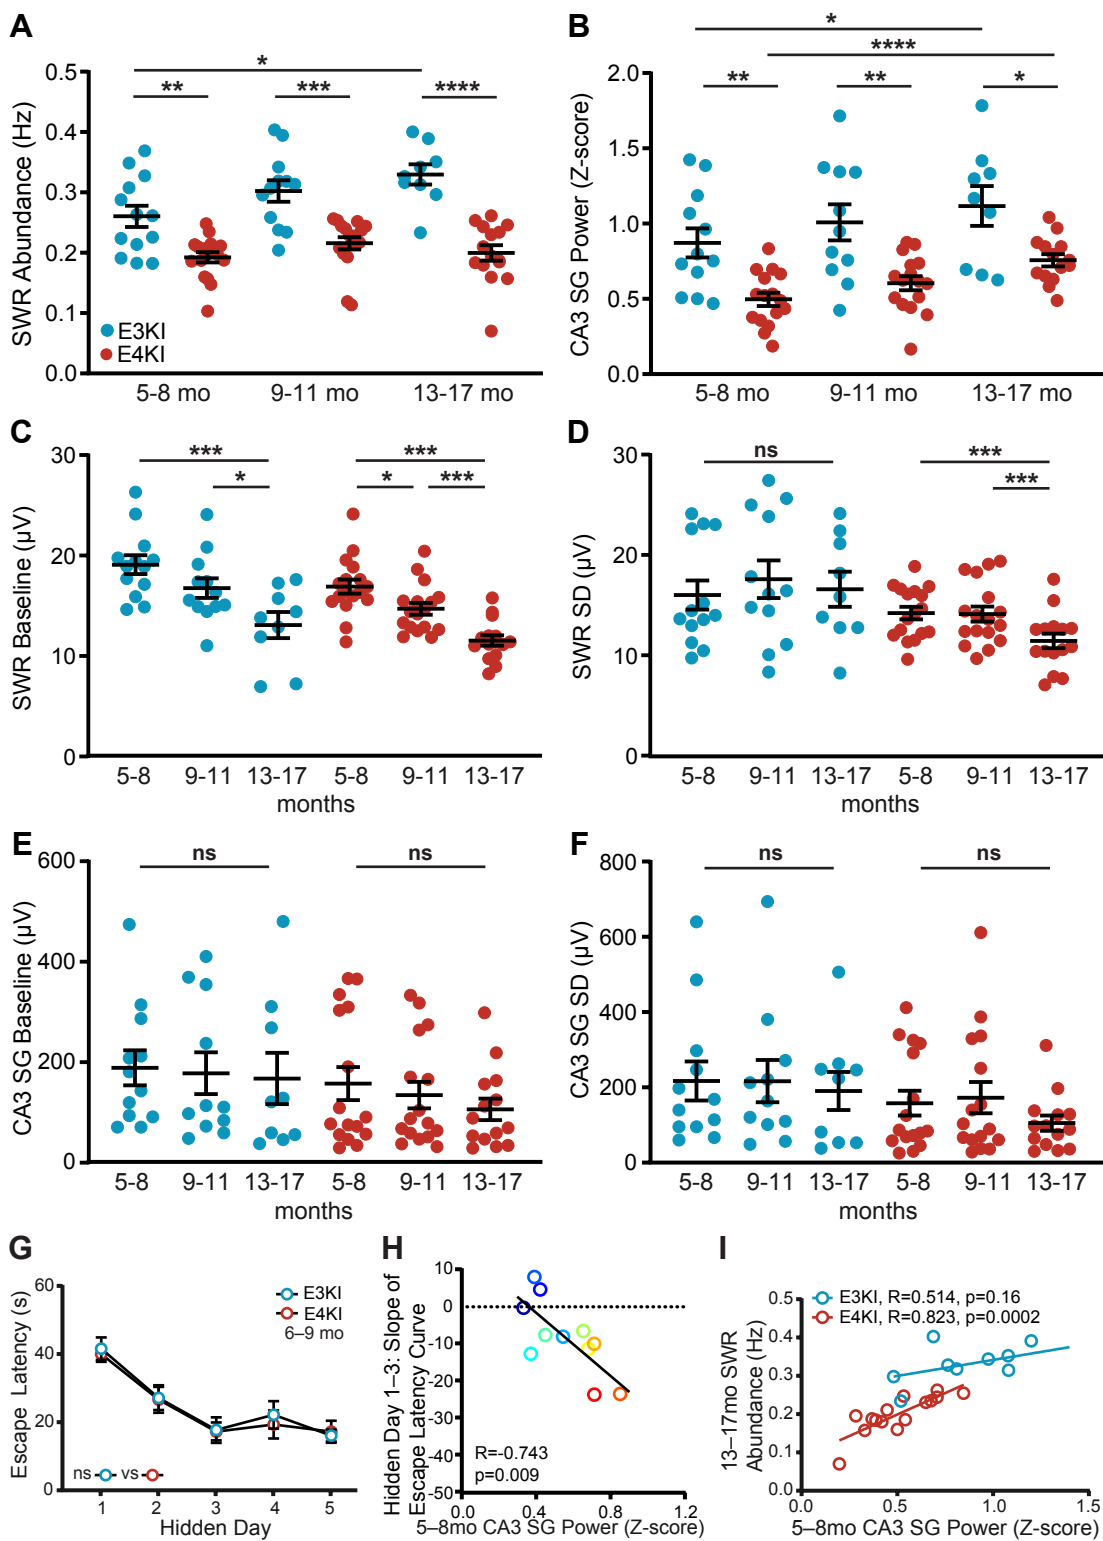 A
SWR Abundance (Hz)
0.5
0.4
0.3
0.2
0.1
0.0
*
** *** ****
E3KI
E4KI
5-8 mo 9-11 mo 13-17 mo
B
CA3 SG Power (Z-score)
2.0
1.5
1.0
0.5
0.0
*
****
** ** *
5-8 mo 9-11 mo 13-17 mo
C
SWR Baseline (μV)
30
20
10
0
*** ***
* * ***
5-8 9-11 13-17 5-8 9-11 13-17
months
D
SWR SD (μV)
30
20
10
0
ns ***
***
5-8 9-11 13-17 5-8 9-11 13-17
months
E
CA3 SG Baseline (μV)
600
400
200
0
ns ns
5-8 9-11 13-17 5-8 9-11 13-17
months
F
CA3 SG SD (μV)
800
600
400
200
0
ns ns
5-8 9-11 13-17 5-8 9-11 13-17
months
G
Escape Latency (s)
60
40
20
0
E3KI
E4KI
6–9 mo
ns vs
1 2 3 4 5
Hidden Day
H
Hidden Day 1–3: Slope of
Escape Latency Curve
10
0
-10
-20
-30
-40
-50
R=-0.743
p=0.009
0.0 0.4 0.8 1.2
5–8mo CA3 SG Power (Z-score)
I
13–17mo SWR
Abundance (Hz)
0.5
0.4
0.3
0.2
0.1
0.0
E3KI, R=0.514, p=0.16
E4KI, R=0.823, p=0.0002
0.0 0.5 1.0 1.5
5–8mo CA3 SG Power (Z-score)